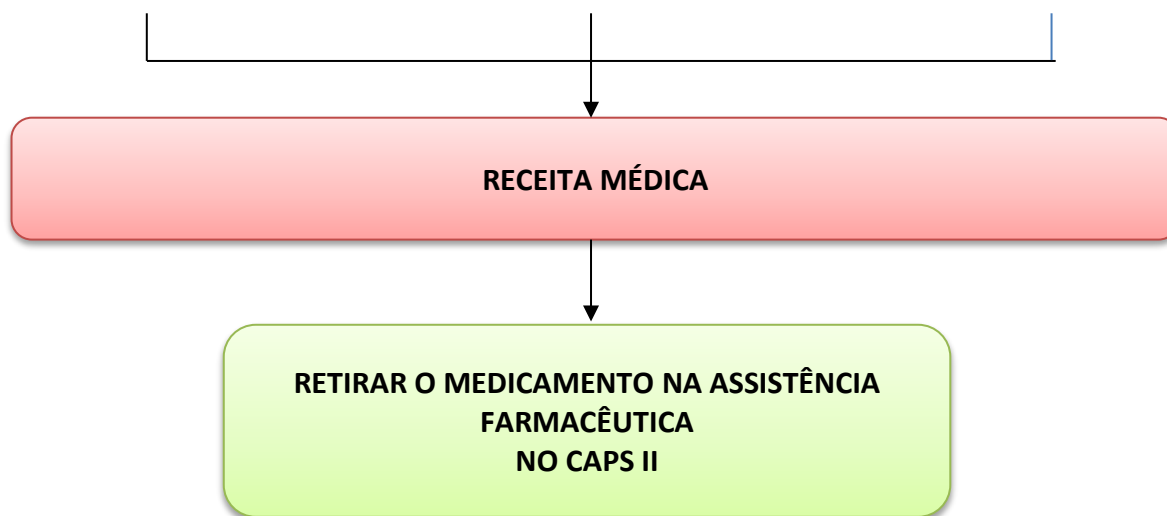 RECEITA MÉDICA
RETIRAR O MEDICAMENTO NA ASSISTÊNCIA
FARMACÊUTICA
NO CAPS II